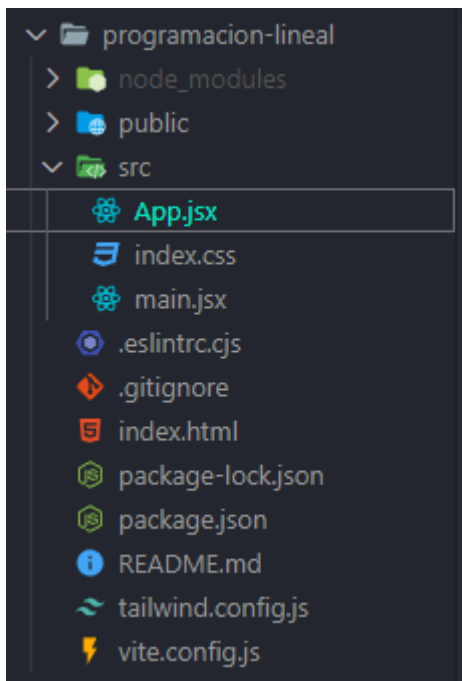 programacion-lineal
node_modules
public
src
App.jsx
index.css
main.jsx
.eslintrc.cjs
.gitignore
index.html
package-lock.json
package.json
README.md
tailwind.config.js
vite.config.js